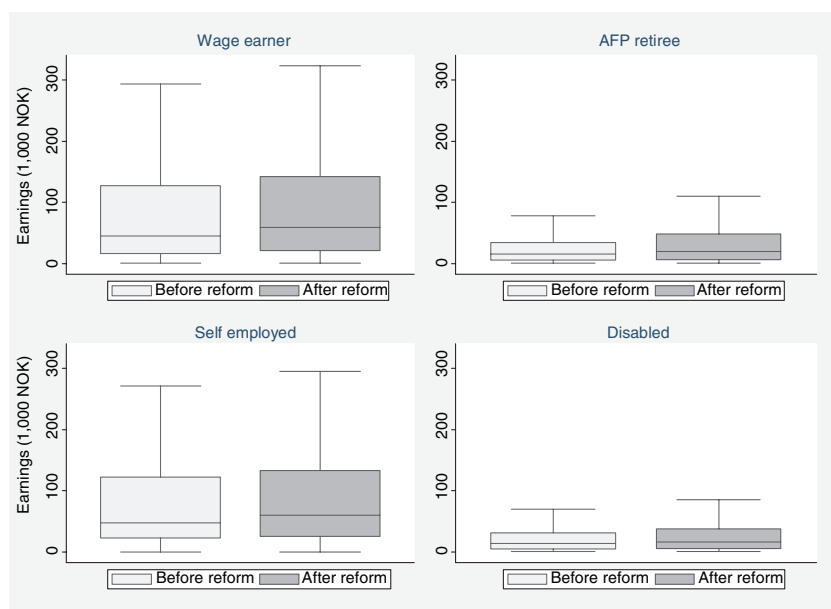 Wage earner
AFP retiree
Earnings (1,000 NOK)
300
200
100
0
300
200
100
0
Before reform After reform
Before reform After reform
Self employed
Disabled
Earnings (1,000 NOK)
300
200
100
0
300
200
100
0
Before reform After reform
Before reform After reform